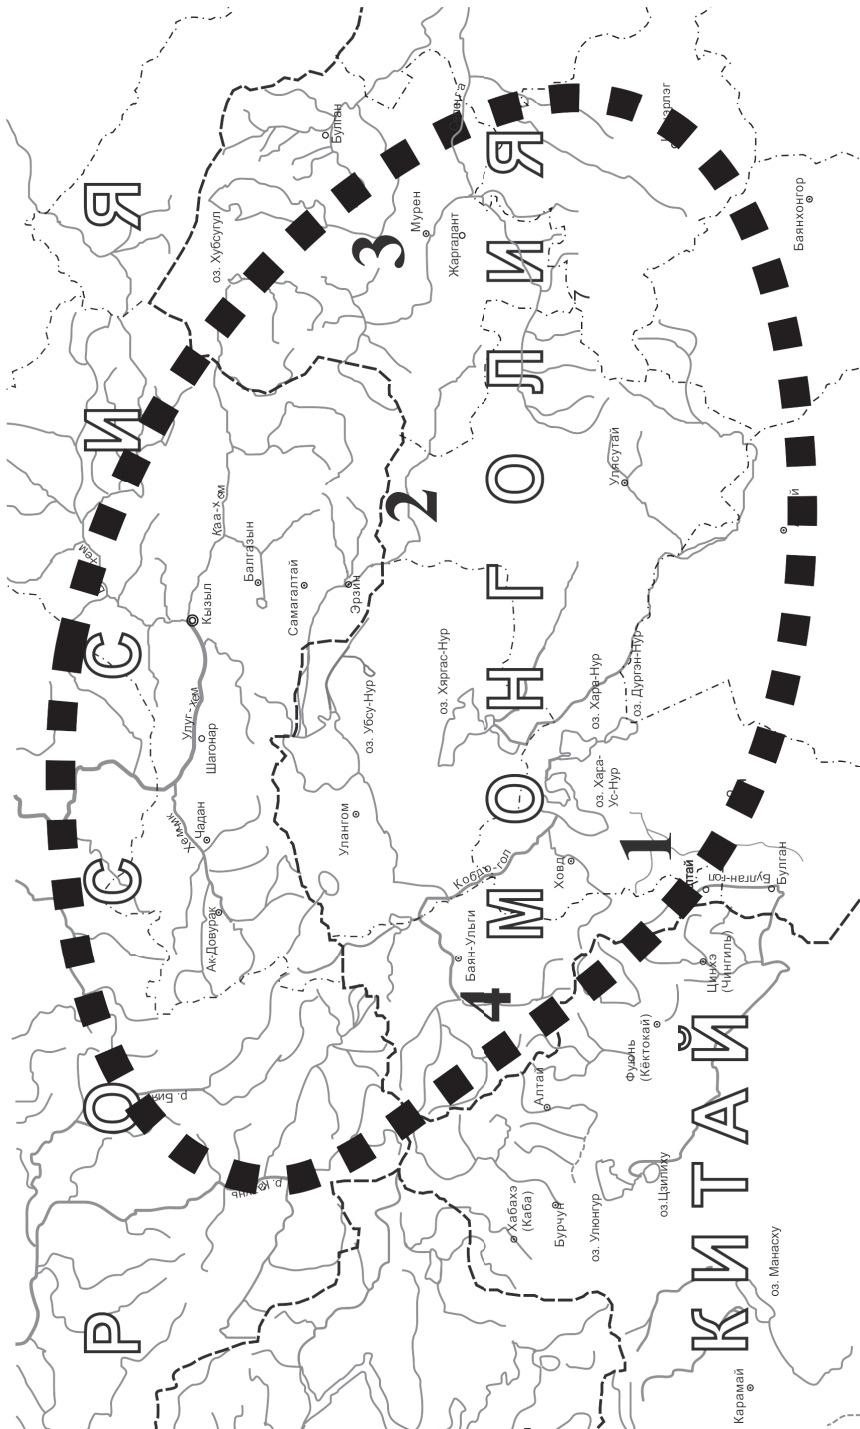 РОССИЯ
МОНГОЛИЯ
КИТАЙ
1
2
3
4
7
Булган
оз. Хубсугул
Мурен
Жаргалант
Баянхонгор
Каа-хем
Балгазын
Самагалтай
Эрзин
Кызыл
Улуг-хем
Шагонар
Хемчик
Чадан
Ак-Довурак
Улясутай
оз. Хяргас-Нур
оз. Убсу-Нур
оз. Хара-Нур
оз. Дургэн-Нур
оз. Хара-
Ус-Нур
Улангом
Кобдо-гол
Ховд
Баян-Ульги
Булган-гол
Булган
Цинхэ
(Чингиль)
Фуюнь
(Кёктокай)
Алтай
р. Бия
Хабахэ
(Каба)
Бурчун
оз. Улюнгур
оз.Цзилиху
оз. Манасху
Карамай